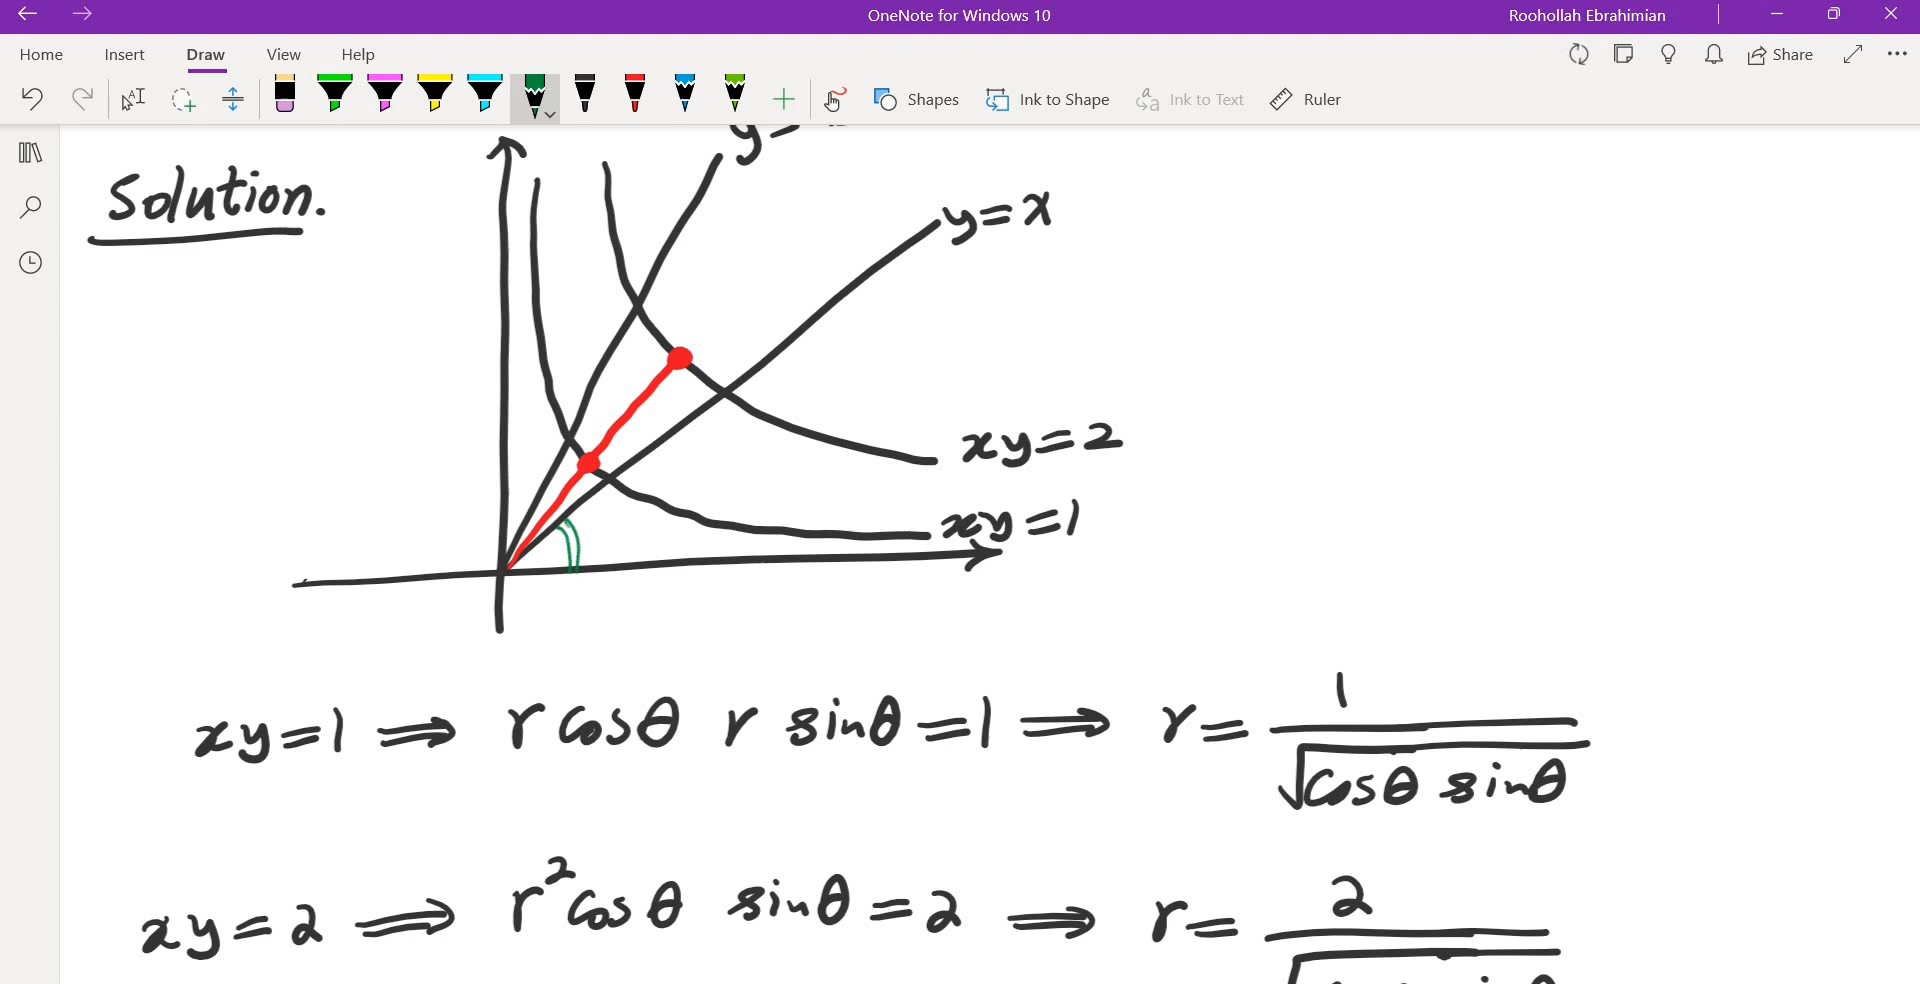 OneNote for Windows 10
Roohollah Ebrahimian
Home Insert Draw View Help
Share
Shapes Ink to Shape Ink to Text Ruler
y=
Solution.
y=x
xy=2
xy=1
xy=1 ⟹ r cosθ r sinθ=1 ⟹ r= 1/√cosθ sinθ
xy=2 ⟹ r² cosθ sinθ=2 ⟹ r= 2/√